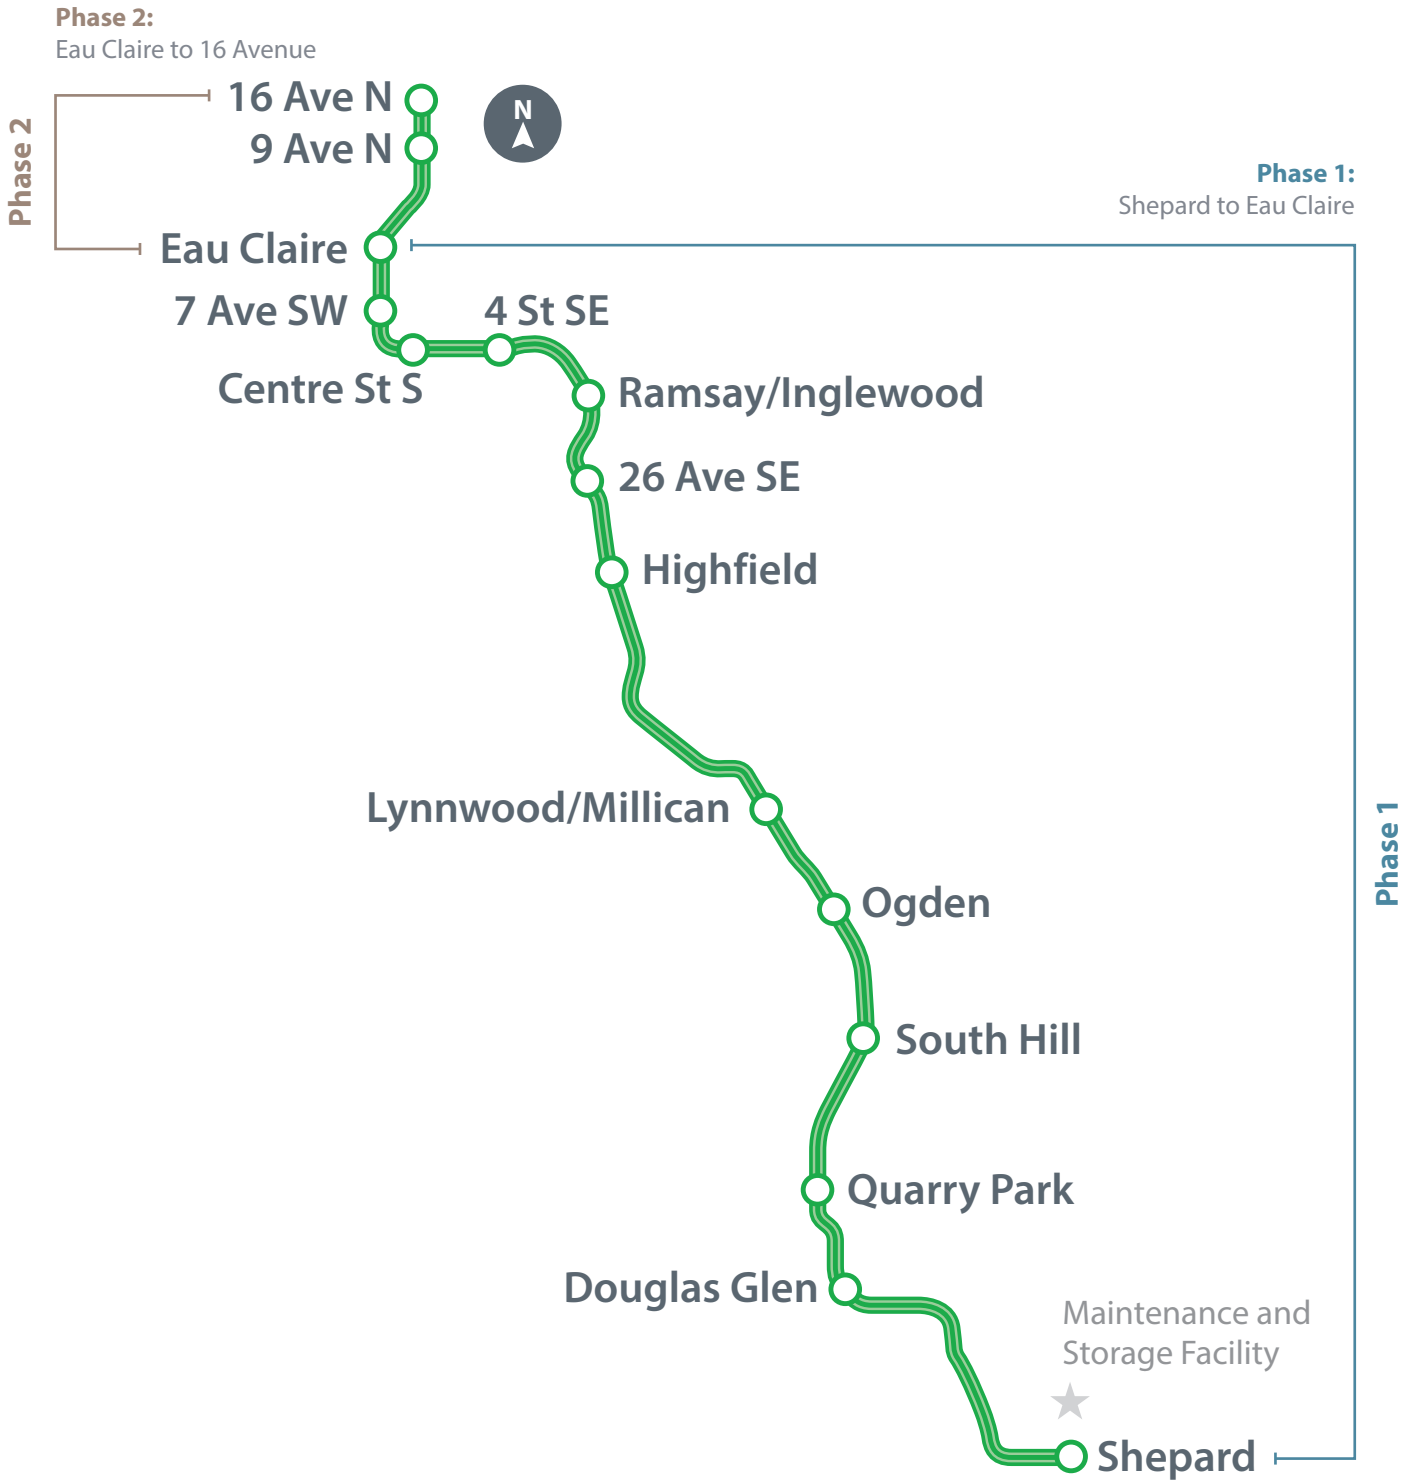 Phase 2:
Eau Claire to 16 Avenue
16 Ave N
N
9 Ave N
Phase 2
Phase 1:
Shepard to Eau Claire
Eau Claire
7 Ave SW
4 St SE
Centre St S
Ramsay/Inglewood
26 Ave SE
Highfield
Lynnwood/Millican
Phase 1
Ogden
South Hill
Quarry Park
Douglas Glen
Maintenance and
Storage Facility
Shepard